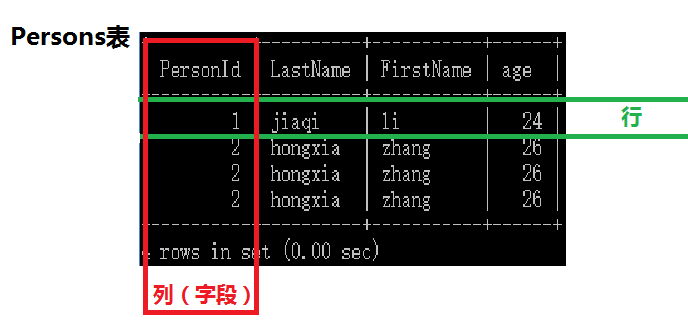 Persons表
PersonId | LastName | FirstName | age |
1 | jiaqi | li | 24 |
行
2 | hongxia | zhang | 26 |
2 | hongxia | zhang | 26 |
2 | hongxia | zhang | 26 |
rows in set (0.00 sec)
列（字段）